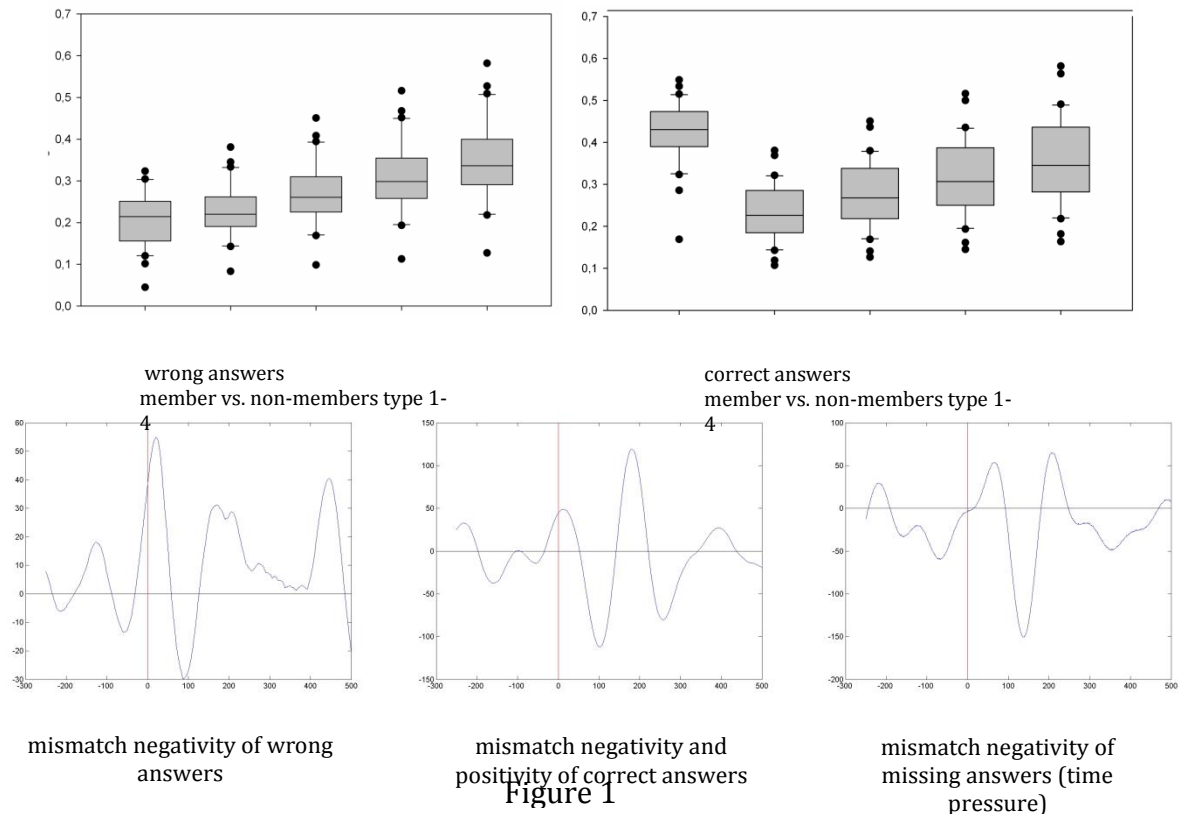 0,7
0,6
0,5
0,4
0,3
0,2
0,1
0,0
0,7
0,6
0,5
0,4
0,3
0,2
0,1
0,0
wrong answers
member vs. non-members type 1-
4
correct answers
member vs. non-members type 1-
4
60
50
40
30
20
10
0
-10
-20
-30
-300 -200 -100 0 100 200 300 400 500
150
100
50
0
-50
-100
-150
-300 -200 -100 0 100 200 300 400 500
100
50
0
-50
-100
-150
-200
-300 -200 -100 0 100 200 300 400 500
mismatch negativity of wrong
answers
mismatch negativity and
positivity of correct answers
mismatch negativity of
missing answers (time
pressure)
Figure 1